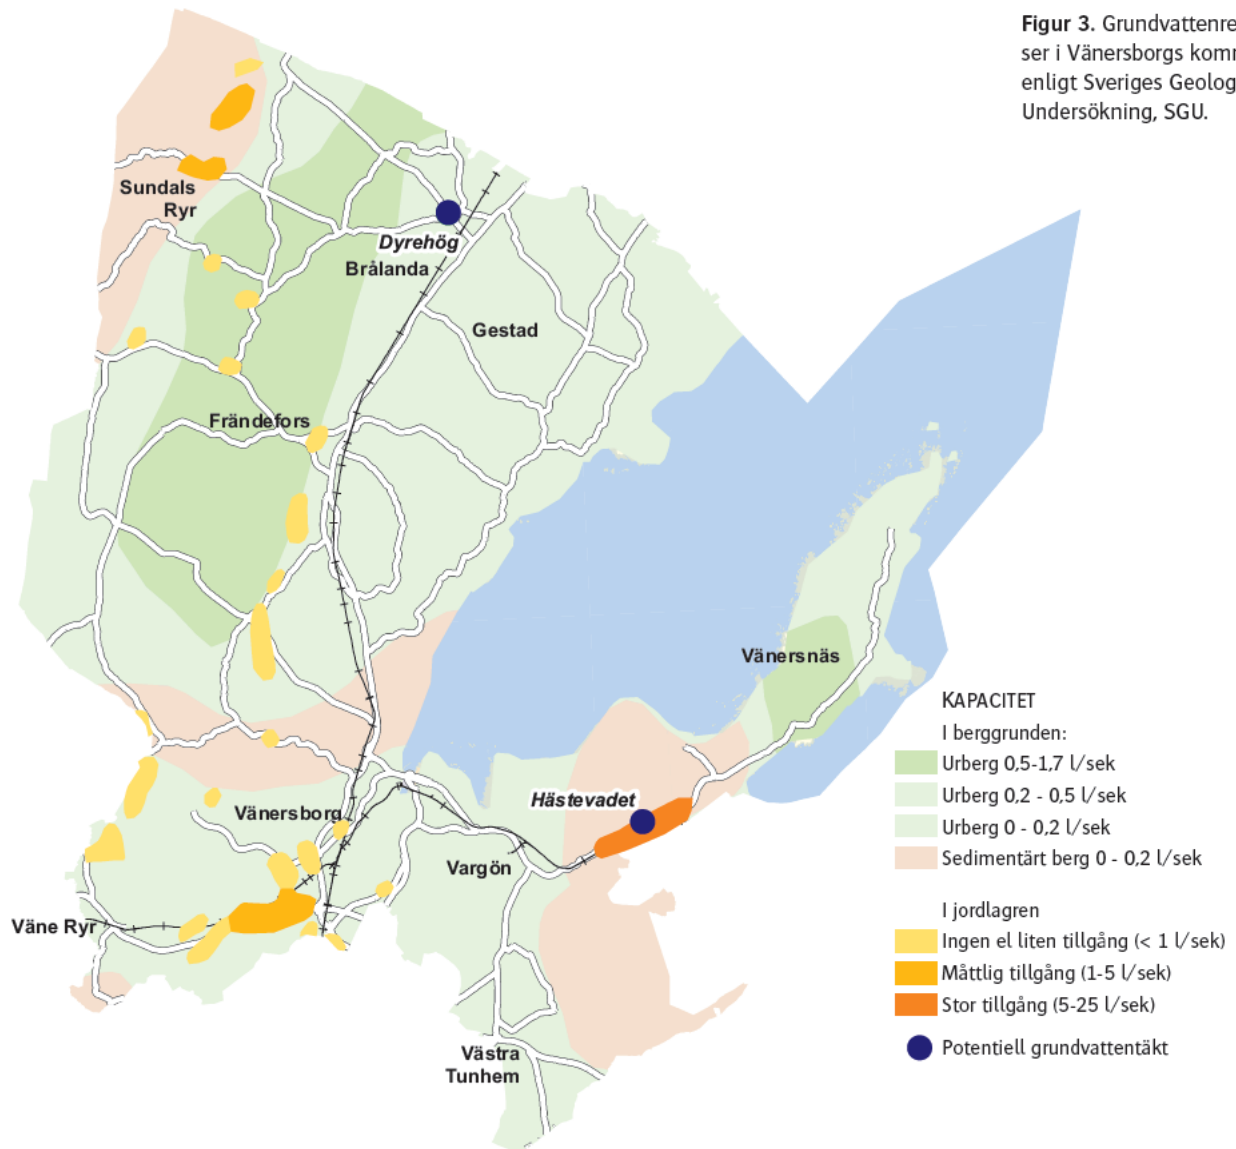 Figur 3. Grundvattenre
ser i Vänersborgs komm
enligt Sveriges Geolog
Undersökning, SGU.
Sundals
Ryr
Dyrehög
Brålanda
Gestad
Frändefors
Vänersnäs
Hästevadet
Vänersborg
Vargön
Väne Ryr
Västra
Tunhem
KAPACITET
I berggrunden:
Urberg 0,5-1,7 l/sek
Urberg 0,2 - 0,5 l/sek
Urberg 0 - 0,2 l/sek
Sedimentärt berg 0 - 0,2 l/sek
I jordlagren
Ingen el liten tillgång (< 1 l/sek)
Måttlig tillgång (1-5 l/sek)
Stor tillgång (5-25 l/sek)
Potentiell grundvattentäkt